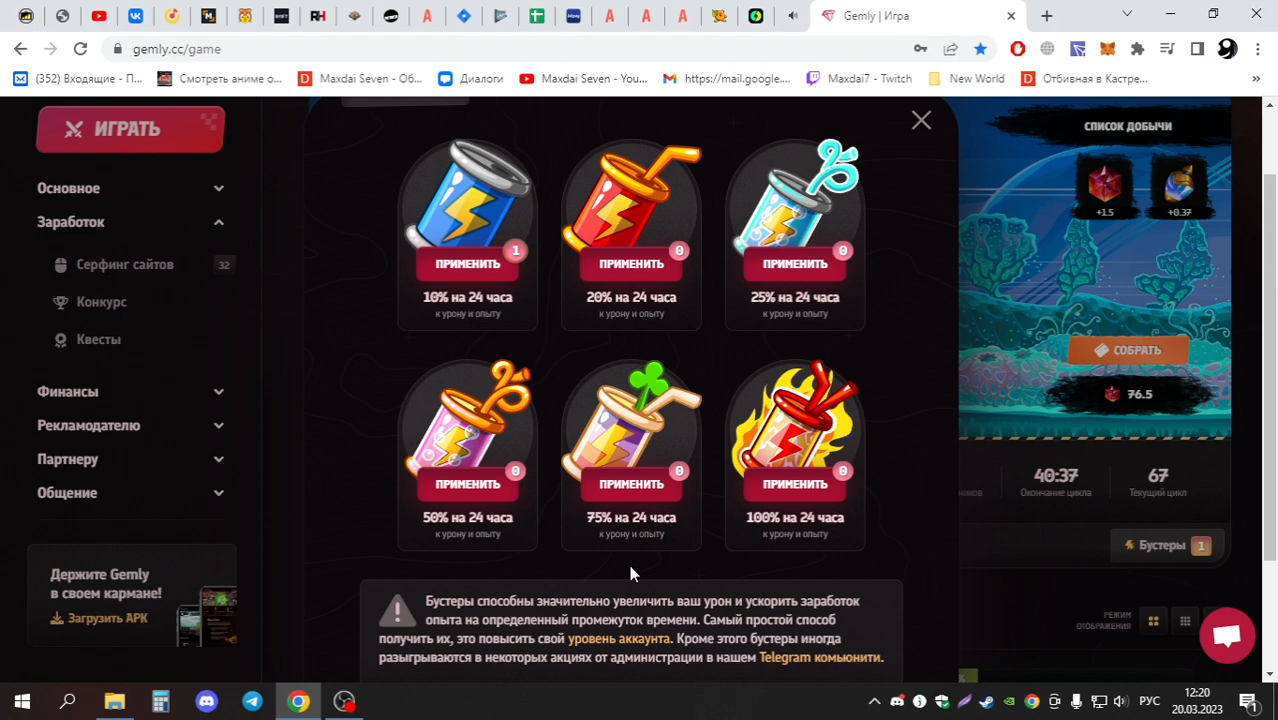 Gemly | Игра
gemly.cc/game
(352) Входящие - П...
Смотреть аниме о...
Maxdai Seven - Об...
Диалоги
Maxdai Seven - You...
https://mail.google....
Maxdai7 - Twitch
New World
Отбивная в Кастре...
»
ИГРАТЬ
Основное
Заработок
Серфинг сайтов
32
Конкурс
Квесты
Финансы
Рекламодателю
Партнеру
Общение
Держите Gemly
в своем кармане!
Загрузить APK
1
ПРИМЕНИТЬ
10% на 24 часа
к урону и опыту
0
ПРИМЕНИТЬ
20% на 24 часа
к урону и опыту
0
ПРИМЕНИТЬ
25% на 24 часа
к урону и опыту
0
ПРИМЕНИТЬ
50% на 24 часа
к урону и опыту
0
ПРИМЕНИТЬ
75% на 24 часа
к урону и опыту
0
ПРИМЕНИТЬ
100% на 24 часа
к урону и опыту
Бустеры способны значительно увеличить ваш урон и ускорить заработок
опыта на определенный промежуток времени. Самый простой способ
получить их, это повысить свой уровень аккаунта. Кроме этого бустеры иногда
разыгрываются в некоторых акциях от администрации в нашем Telegram комьюнити.
СПИСОК ДОБЫЧИ
+1.5
+0.37
СОБРАТЬ
76.5
ников
40:37
Окончание цикла
67
Текущий цикл
Бустеры
1
РЕЖИМ
ОТОБРАЖЕНИЯ
РУС
12:20
20.03.2023
1